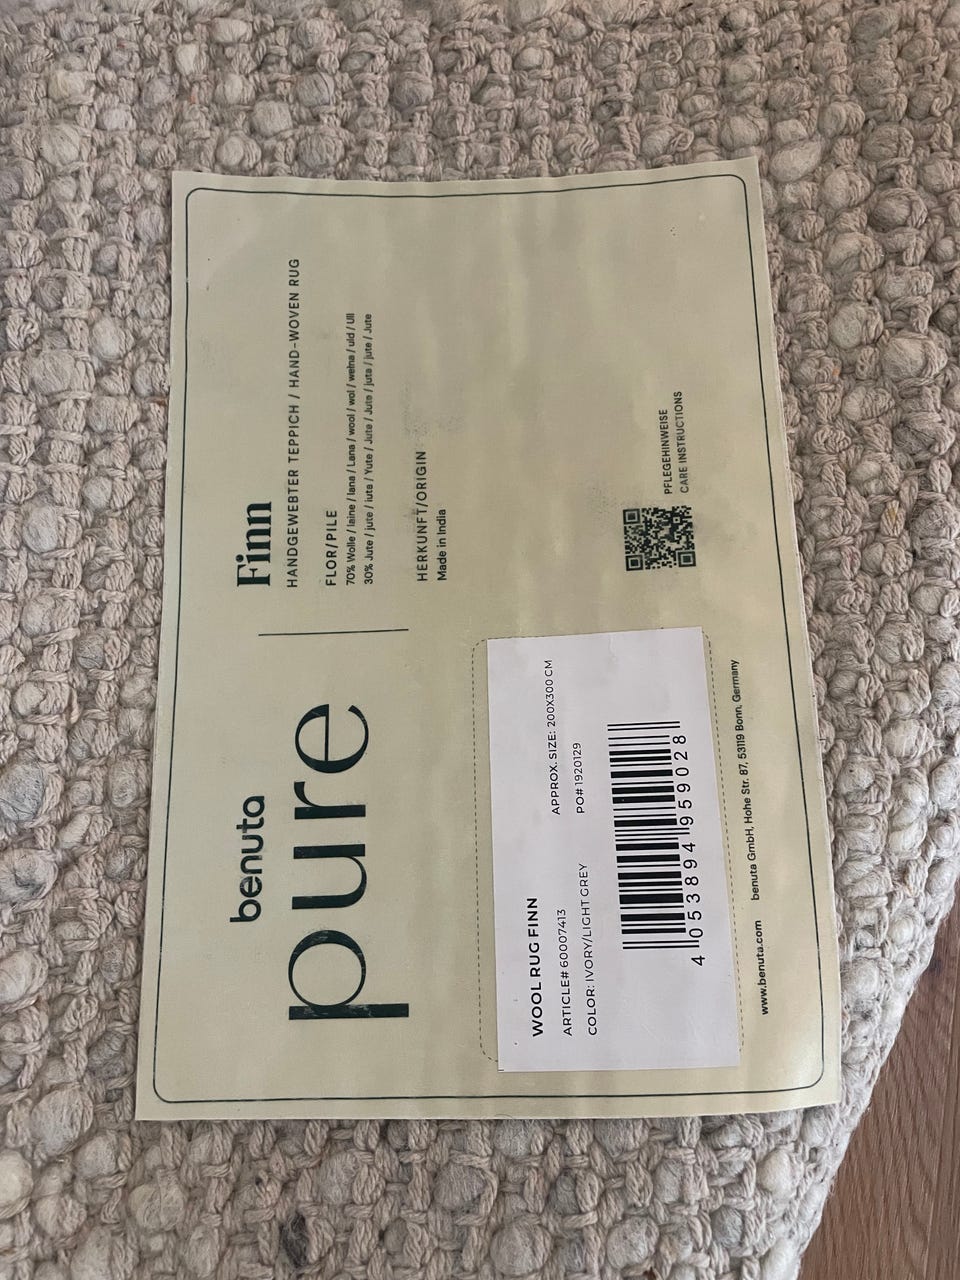 benuta
pure
Finn
HANDGEWEBTER TEPPICH / HAND-WOVEN RUG
FLOR/PILE
70% Wolle / laine / lana / Lana / wool / wol / wełna / uld / Ull
30% Jute / jute / iuta / Yute / Jute / Jute / juta / jute / Jute
HERKUNFT/ORIGIN
Made in India
WOOL RUG FINN
ARTICLE# 60007413
APPROX. SIZE: 200X300 CM
COLOR: IVORY/LIGHT GREY
PO# 1920129
4 053894 959028
PFLEGEHINWEISE
CARE INSTRUCTIONS
www.benuta.com
benuta GmbH, Hohe Str. 87, 53119 Bonn, Germany